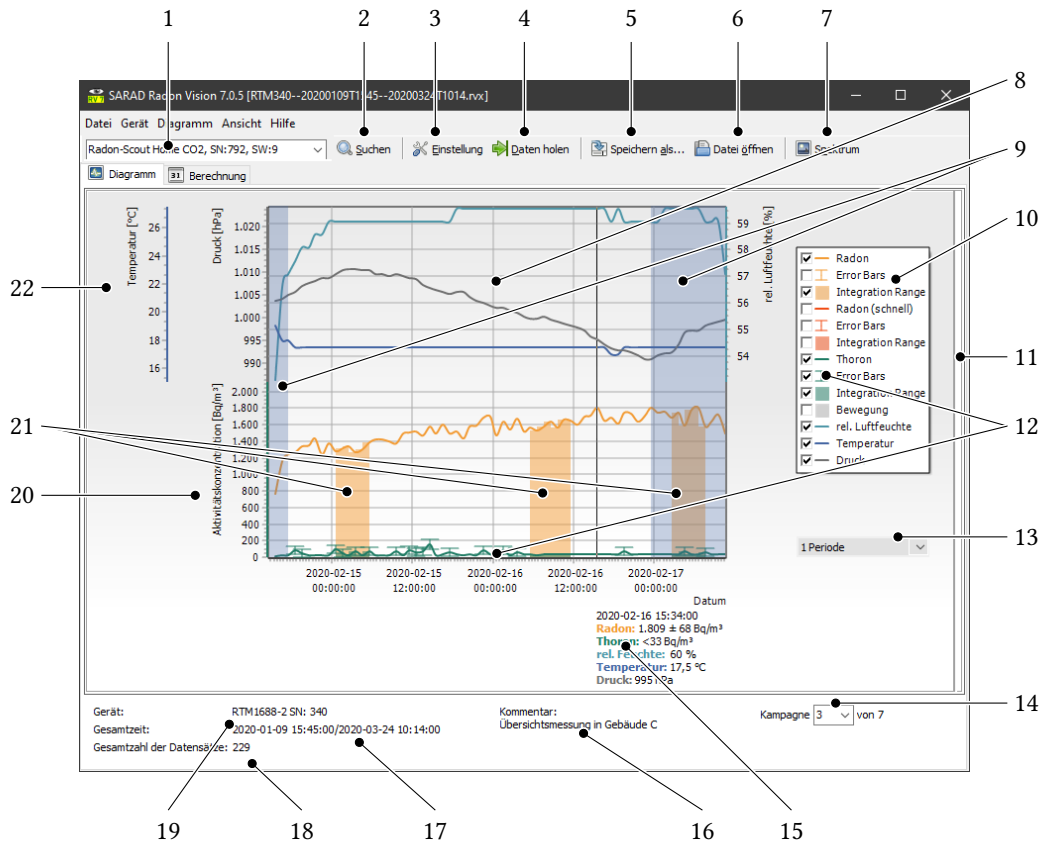 1 2 3 4 5 6 7
8
9
10
11
12
13
14
15
16
17
18
19
20
21
22
SARAD Radon Vision 7.0.5 [RTM340--20200109T1545--20200324T1014.rvx]
Datei Gerät Diagramm Ansicht Hilfe
Radon-Scout Home CO2, SN:792, SW:9 Suchen Einstellung Daten holen Speichern als... Datei öffnen Spektrum
Diagramm 31 Berechnung
Temperatur [°C]
26
24
22
20
18
16
Druck [hPa]
1.020
1.015
1.010
1.005
1.000
995
990
rel. Luftfeuchte [%]
59
58
57
56
55
54
Aktivitätskonzentration [Bq/m³]
2.000
1.800
1.600
1.400
1.200
1.000
800
600
400
200
0
2020-02-15 2020-02-15 2020-02-16 2020-02-16 2020-02-17
00:00:00 12:00:00 00:00:00 12:00:00 00:00:00
Datum
Radon
Error Bars
Integration Range
Radon (schnell)
Error Bars
Integration Range
Thoron
Error Bars
Integration Range
Bewegung
rel. Luftfeuchte
Temperatur
Druck
1 Periode
2020-02-16 15:34:00
Radon: 1.809 ± 68 Bq/m³
Thoron: <33 Bq/m³
rel. Feuchte: 60 %
Temperatur: 17,5 °C
Druck: 995 hPa
Gerät: RTM1688-2 SN: 340
Gesamtzeit: 2020-01-09 15:45:00/2020-03-24 10:14:00
Gesamtzahl der Datensätze: 229
Kommentar:
Übersichtsmessung in Gebäude C
Kampagne 3 von 7